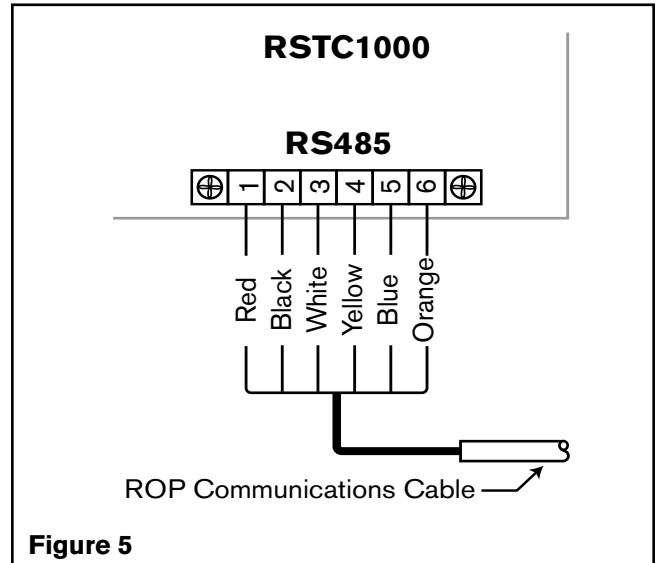 RSTC1000
RS485
1 2 3 4 5 6
Red
Black
White
Yellow
Blue
Orange
ROP Communications Cable
Figure 5